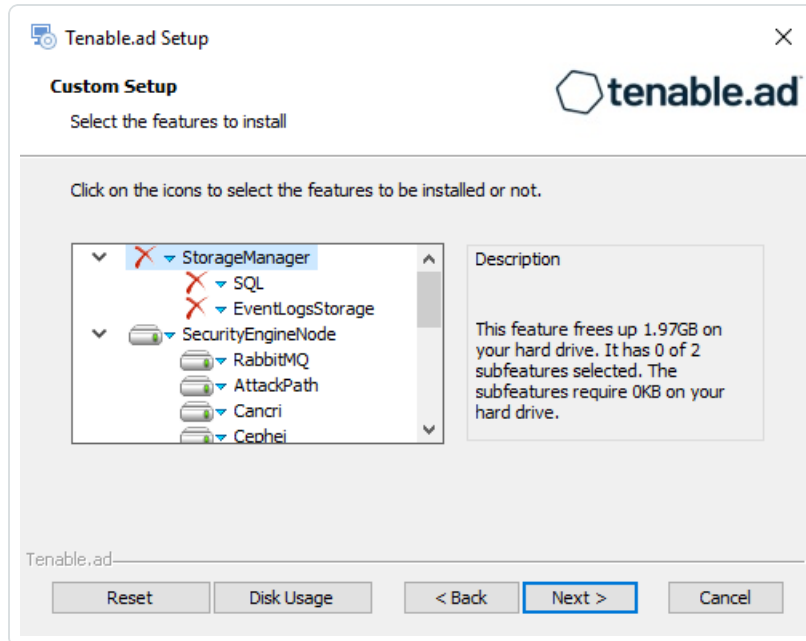 Tenable.ad Setup
Custom Setup
tenable.ad
Select the features to install
Click on the icons to select the features to be installed or not.
StorageManager
SQL
EventLogsStorage
SecurityEngineNode
RabbitMQ
AttackPath
Cancri
Cephei
Description
This feature frees up 1.97GB on
your hard drive. It has 0 of 2
subfeatures selected. The
subfeatures require 0KB on your
hard drive.
Tenable.ad
Reset
Disk Usage
< Back
Next >
Cancel